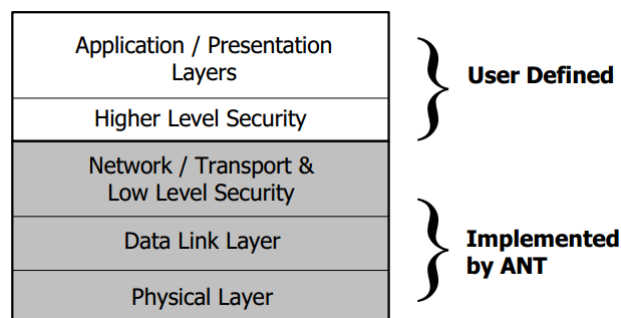 Application / Presentation
Layers
User Defined
Higher Level Security
Network / Transport &
Low Level Security
Data Link Layer
Implemented
by ANT
Physical Layer